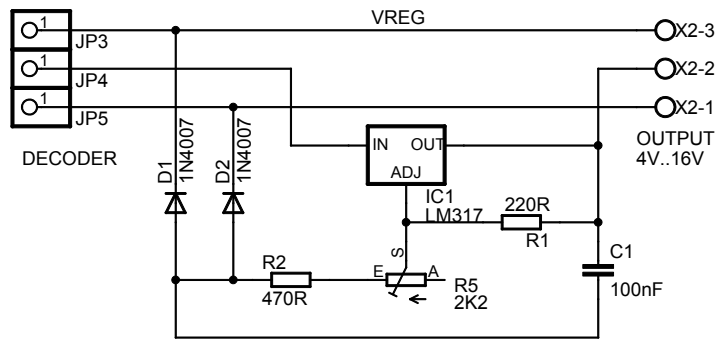 1
JP3
VREG
X2-3
1
JP4
X2-2
1
JP5
X2-1
DECODER
D1
1N4007
D2
1N4007
IN
OUT
ADJ
IC1
LM317
OUTPUT
4V..16V
220R
R1
S
C1
100nF
R2
470R
E
A
R5
2K2